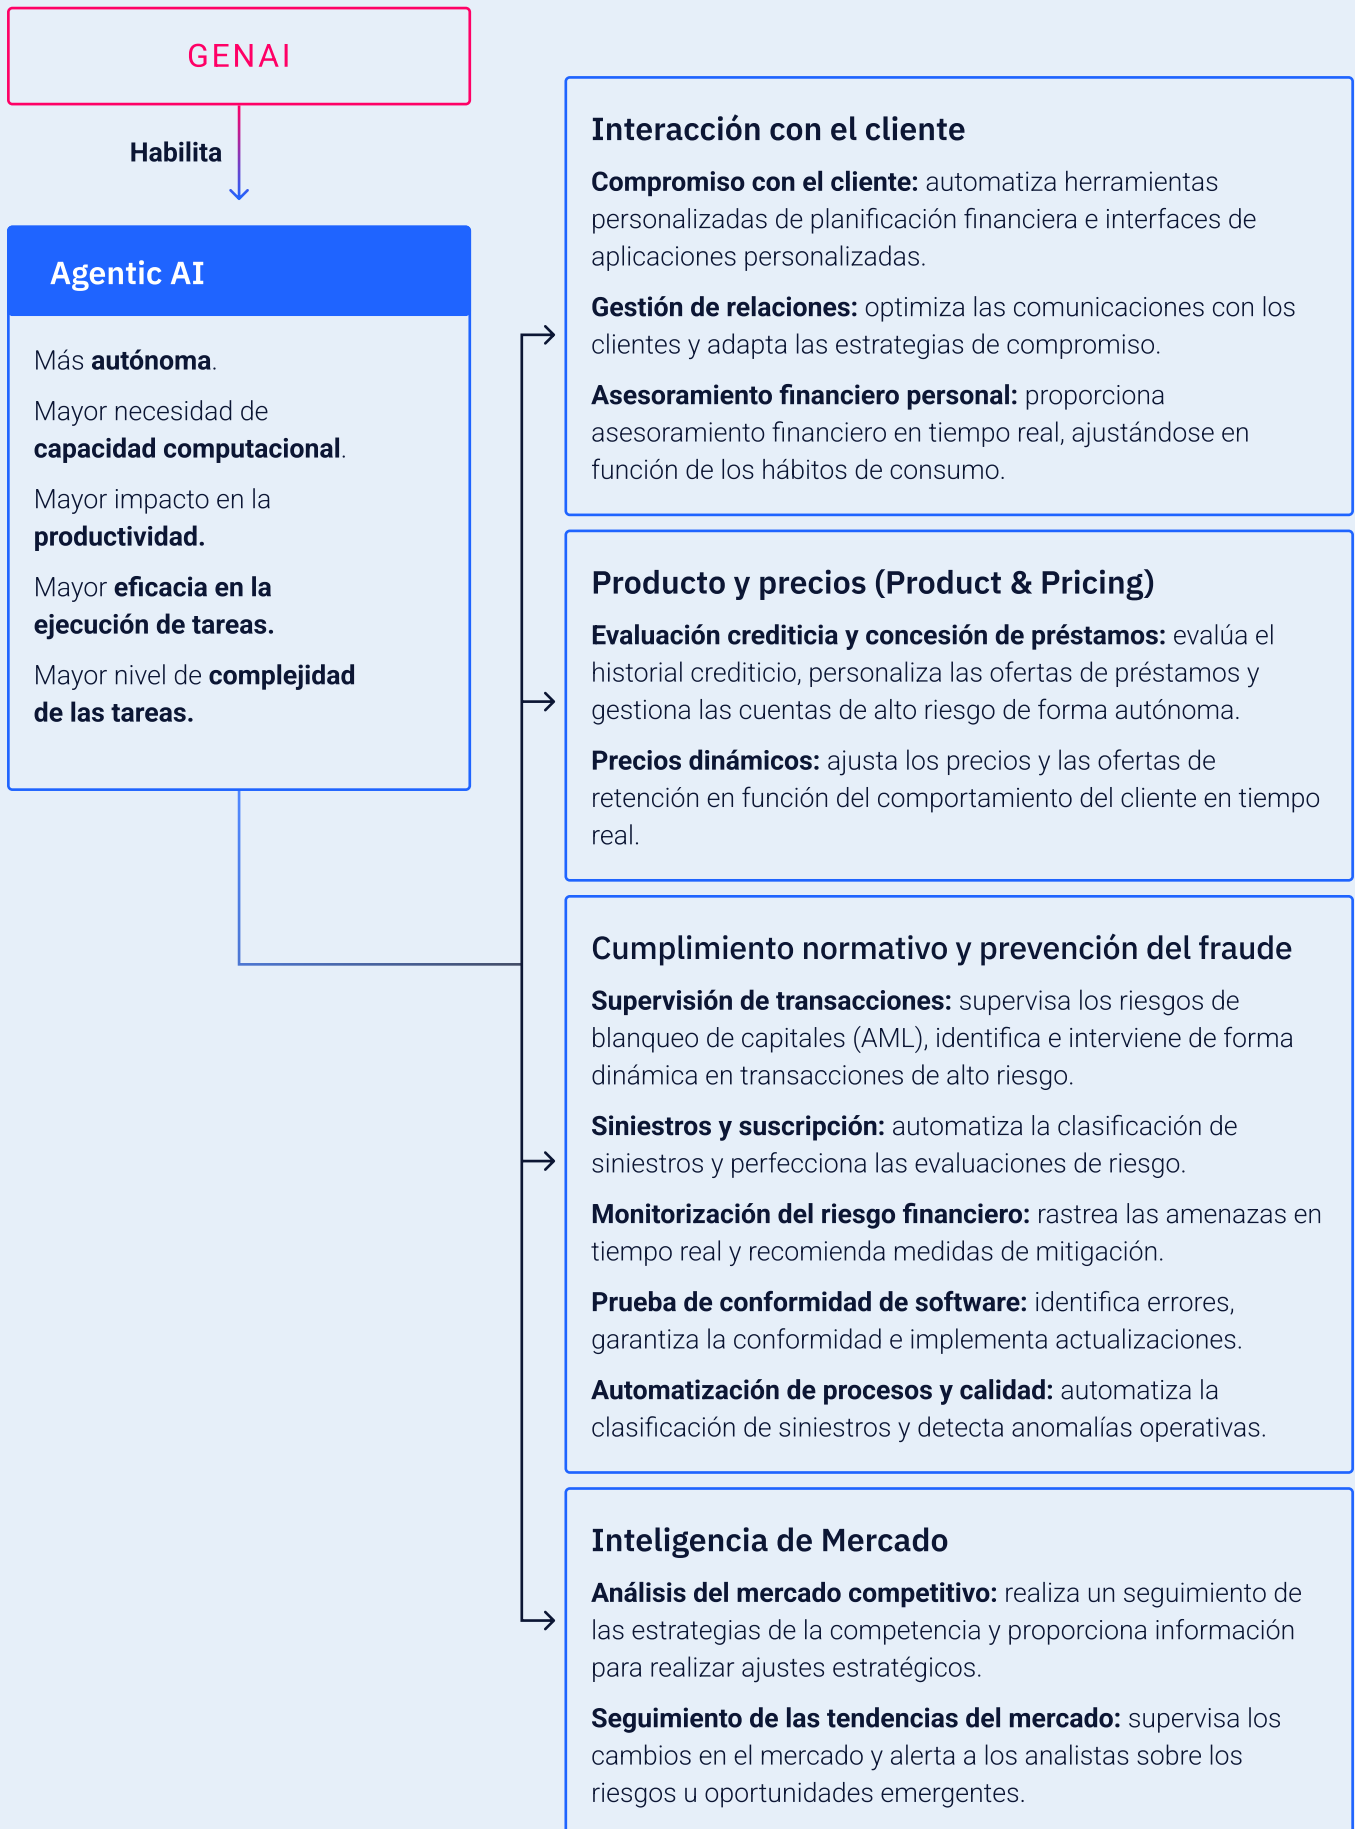 GENAI
Habilita
Agentic AI
Más autónoma.
Mayor necesidad de
capacidad computacional.
Mayor impacto en la
productividad.
Mayor eficacia en la
ejecución de tareas.
Mayor nivel de complejidad
de las tareas.
Interacción con el cliente
Compromiso con el cliente: automatiza herramientas
personalizadas de planificación financiera e interfaces de
aplicaciones personalizadas.
Gestión de relaciones: optimiza las comunicaciones con los
clientes y adapta las estrategias de compromiso.
Asesoramiento financiero personal: proporciona
asesoramiento financiero en tiempo real, ajustándose en
función de los hábitos de consumo.
Producto y precios (Product & Pricing)
Evaluación crediticia y concesión de préstamos: evalúa el
historial crediticio, personaliza las ofertas de préstamos y
gestiona las cuentas de alto riesgo de forma autónoma.
Precios dinámicos: ajusta los precios y las ofertas de
retención en función del comportamiento del cliente en tiempo
real.
Cumplimiento normativo y prevención del fraude
Supervisión de transacciones: supervisa los riesgos de
blanqueo de capitales (AML), identifica e interviene de forma
dinámica en transacciones de alto riesgo.
Siniestros y suscripción: automatiza la clasificación de
siniestros y perfecciona las evaluaciones de riesgo.
Monitorización del riesgo financiero: rastrea las amenazas en
tiempo real y recomienda medidas de mitigación.
Prueba de conformidad de software: identifica errores,
garantiza la conformidad e implementa actualizaciones.
Automatización de procesos y calidad: automatiza la
clasificación de siniestros y detecta anomalías operativas.
Inteligencia de Mercado
Análisis del mercado competitivo: realiza un seguimiento de
las estrategias de la competencia y proporciona información
para realizar ajustes estratégicos.
Seguimiento de las tendencias del mercado: supervisa los
cambios en el mercado y alerta a los analistas sobre los
riesgos u oportunidades emergentes.